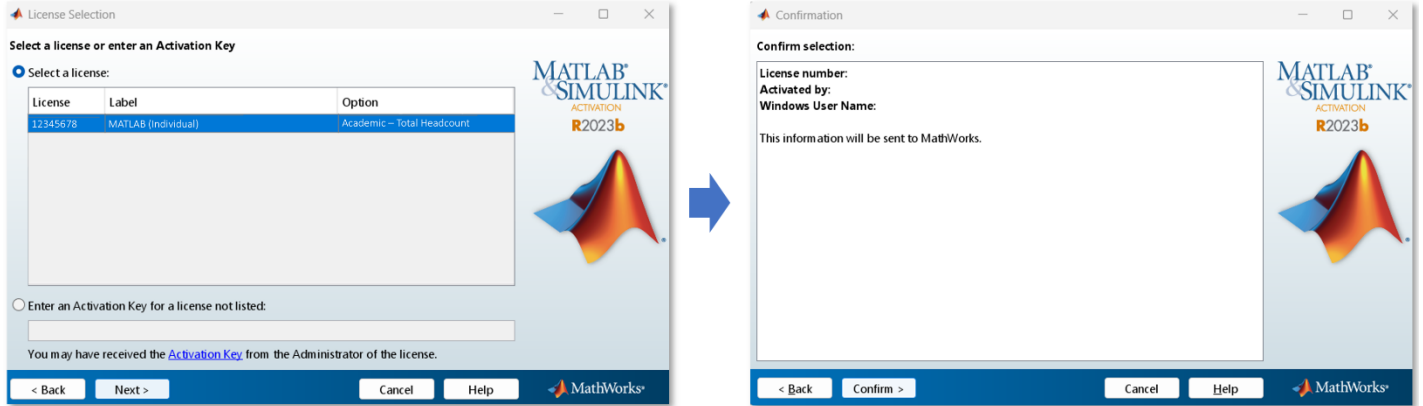 License Selection
Select a license or enter an Activation Key
Select a license:
License Label Option
12345678 MATLAB (Individual) Academic – Total Headcount
Enter an Activation Key for a license not listed:
You may have received the Activation Key from the Administrator of the license.
< Back Next > Cancel Help
MATLAB®
&SIMULINK®
ACTIVATION
R2023b
MathWorks®
Confirmation
Confirm selection:
License number:
Activated by:
Windows User Name:
This information will be sent to MathWorks.
< Back Confirm > Cancel Help
MATLAB®
&SIMULINK®
ACTIVATION
R2023b
MathWorks®